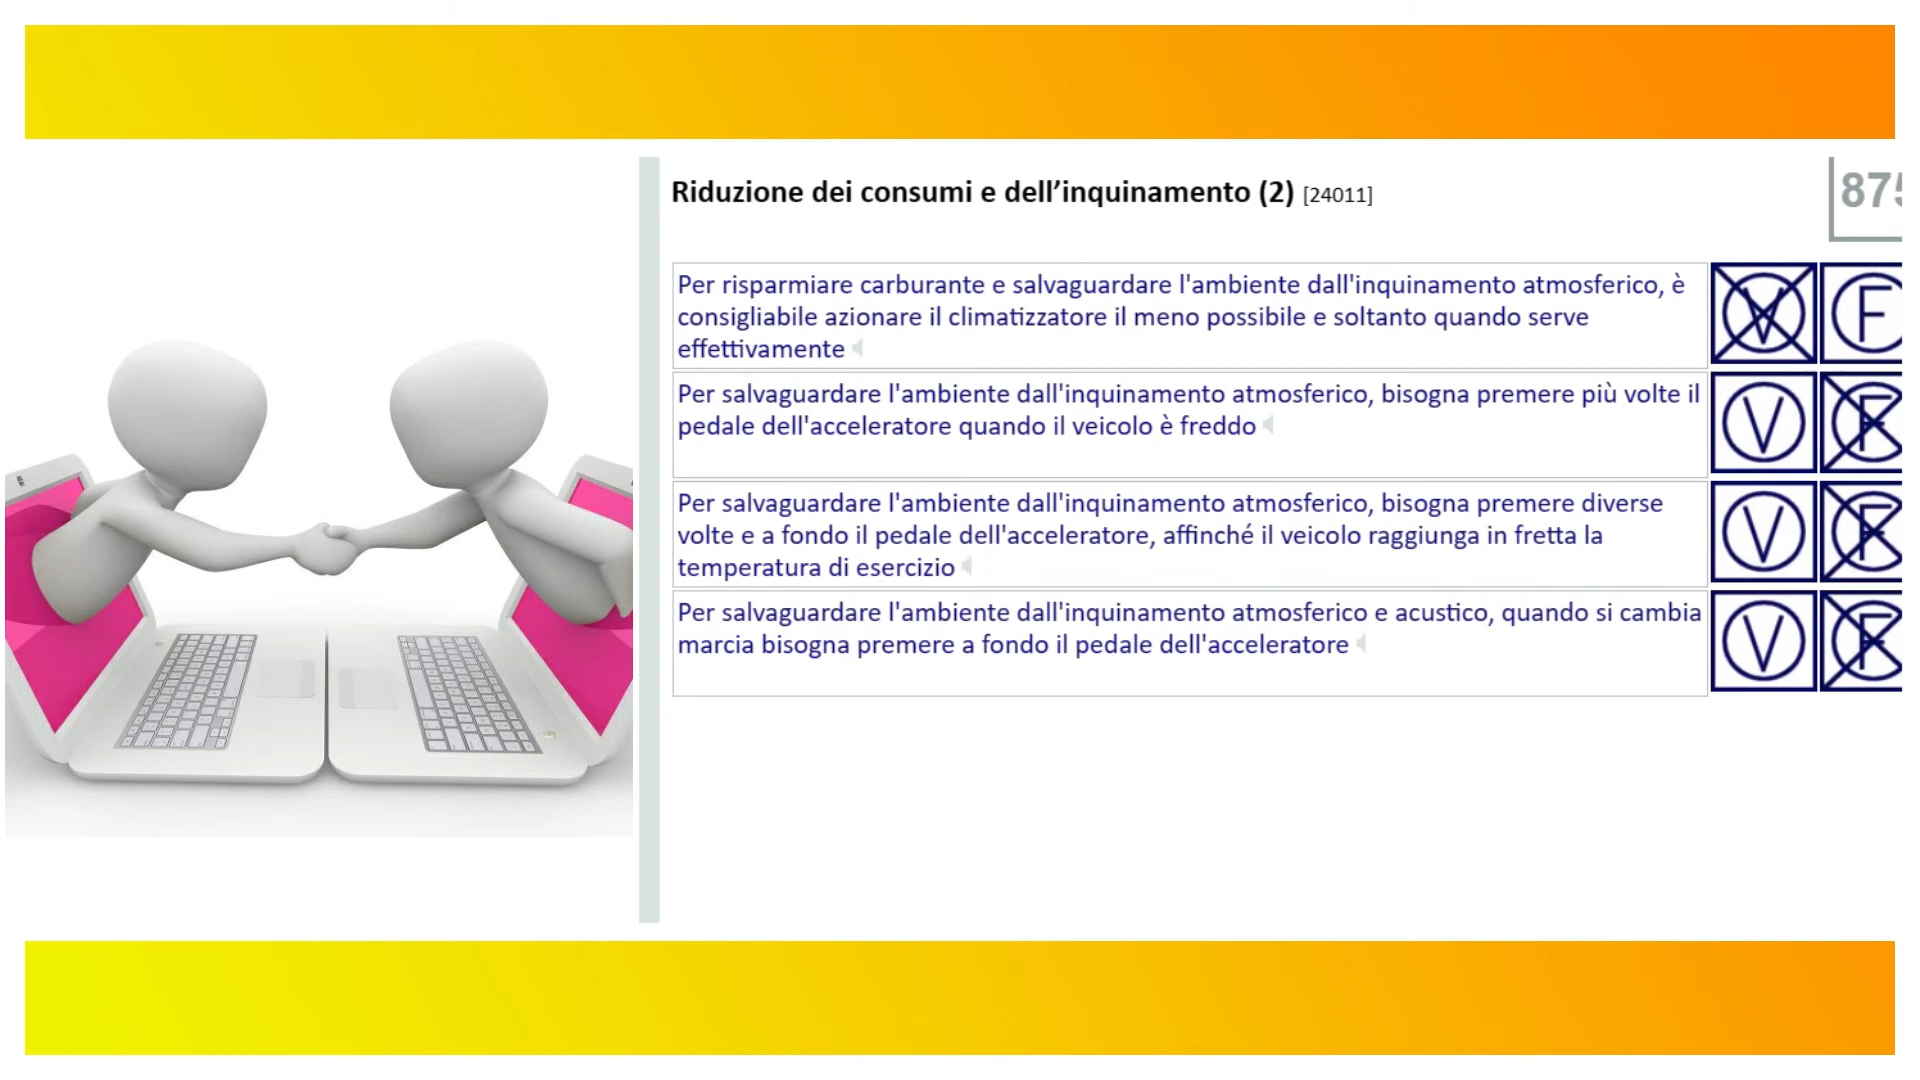 Riduzione dei consumi e dell’inquinamento (2) [24011]
Per risparmiare carburante e salvaguardare l'ambiente dall'inquinamento atmosferico, è
consigliabile azionare il climatizzatore il meno possibile e soltanto quando serve
effettivamente
V F
Per salvaguardare l'ambiente dall'inquinamento atmosferico, bisogna premere più volte il
pedale dell'acceleratore quando il veicolo è freddo
V F
Per salvaguardare l'ambiente dall'inquinamento atmosferico, bisogna premere diverse
volte e a fondo il pedale dell'acceleratore, affinché il veicolo raggiunga in fretta la
temperatura di esercizio
V F
Per salvaguardare l'ambiente dall'inquinamento atmosferico e acustico, quando si cambia
marcia bisogna premere a fondo il pedale dell'acceleratore
V F